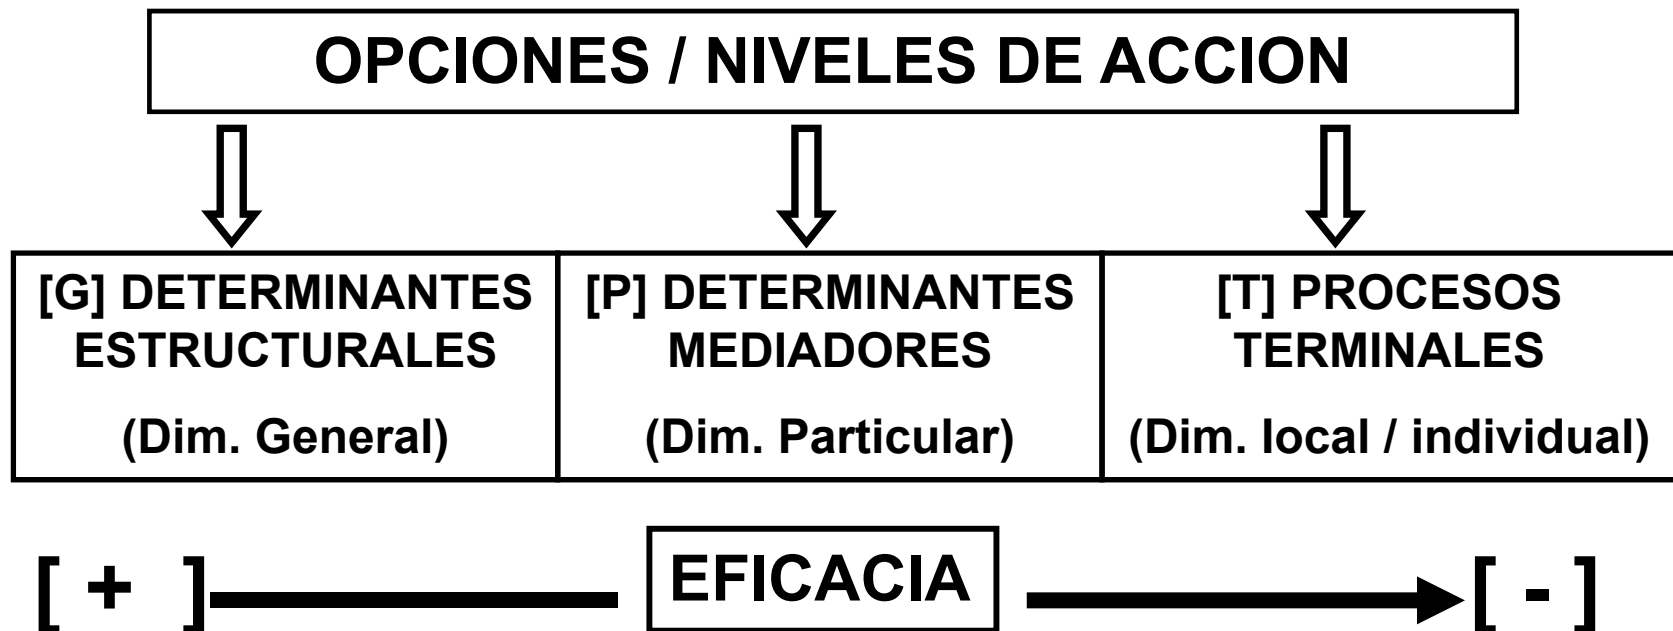 OPCIONES / NIVELES DE ACCION
[G] DETERMINANTES
ESTRUCTURALES
(Dim. General)
[P] DETERMINANTES
MEDIADORES
(Dim. Particular)
[T] PROCESOS
TERMINALES
(Dim. local / individual)
[ + ] EFICACIA [ - ]